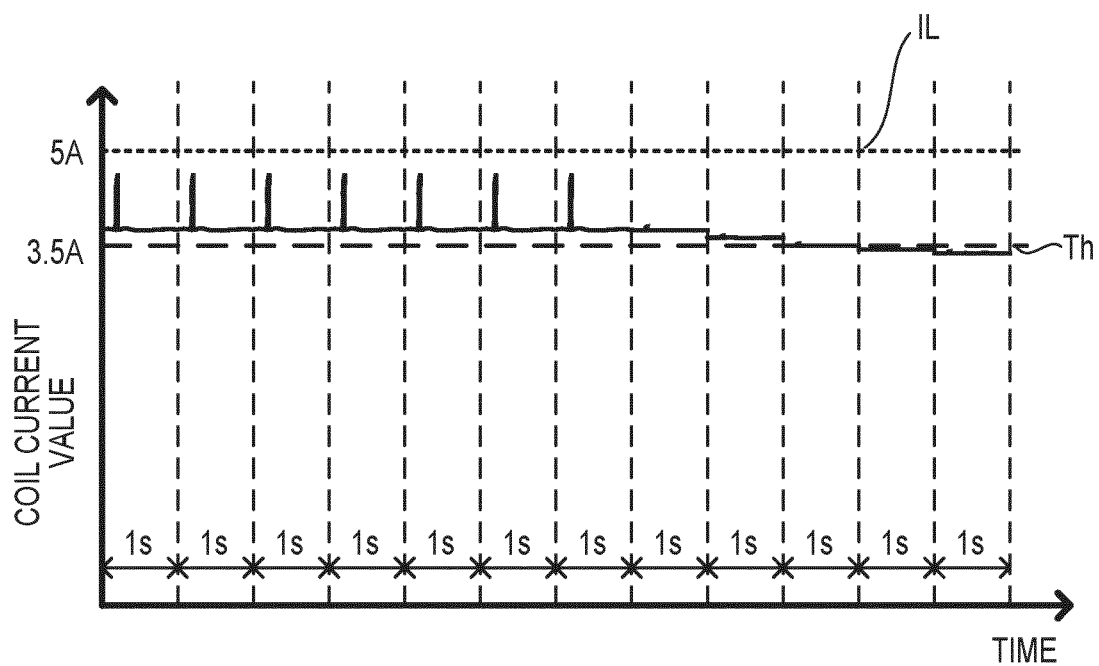 IL
5A
3.5A
Th
COIL CURRENT
VALUE
1s 1s 1s 1s 1s 1s 1s 1s 1s 1s 1s 1s
TIME